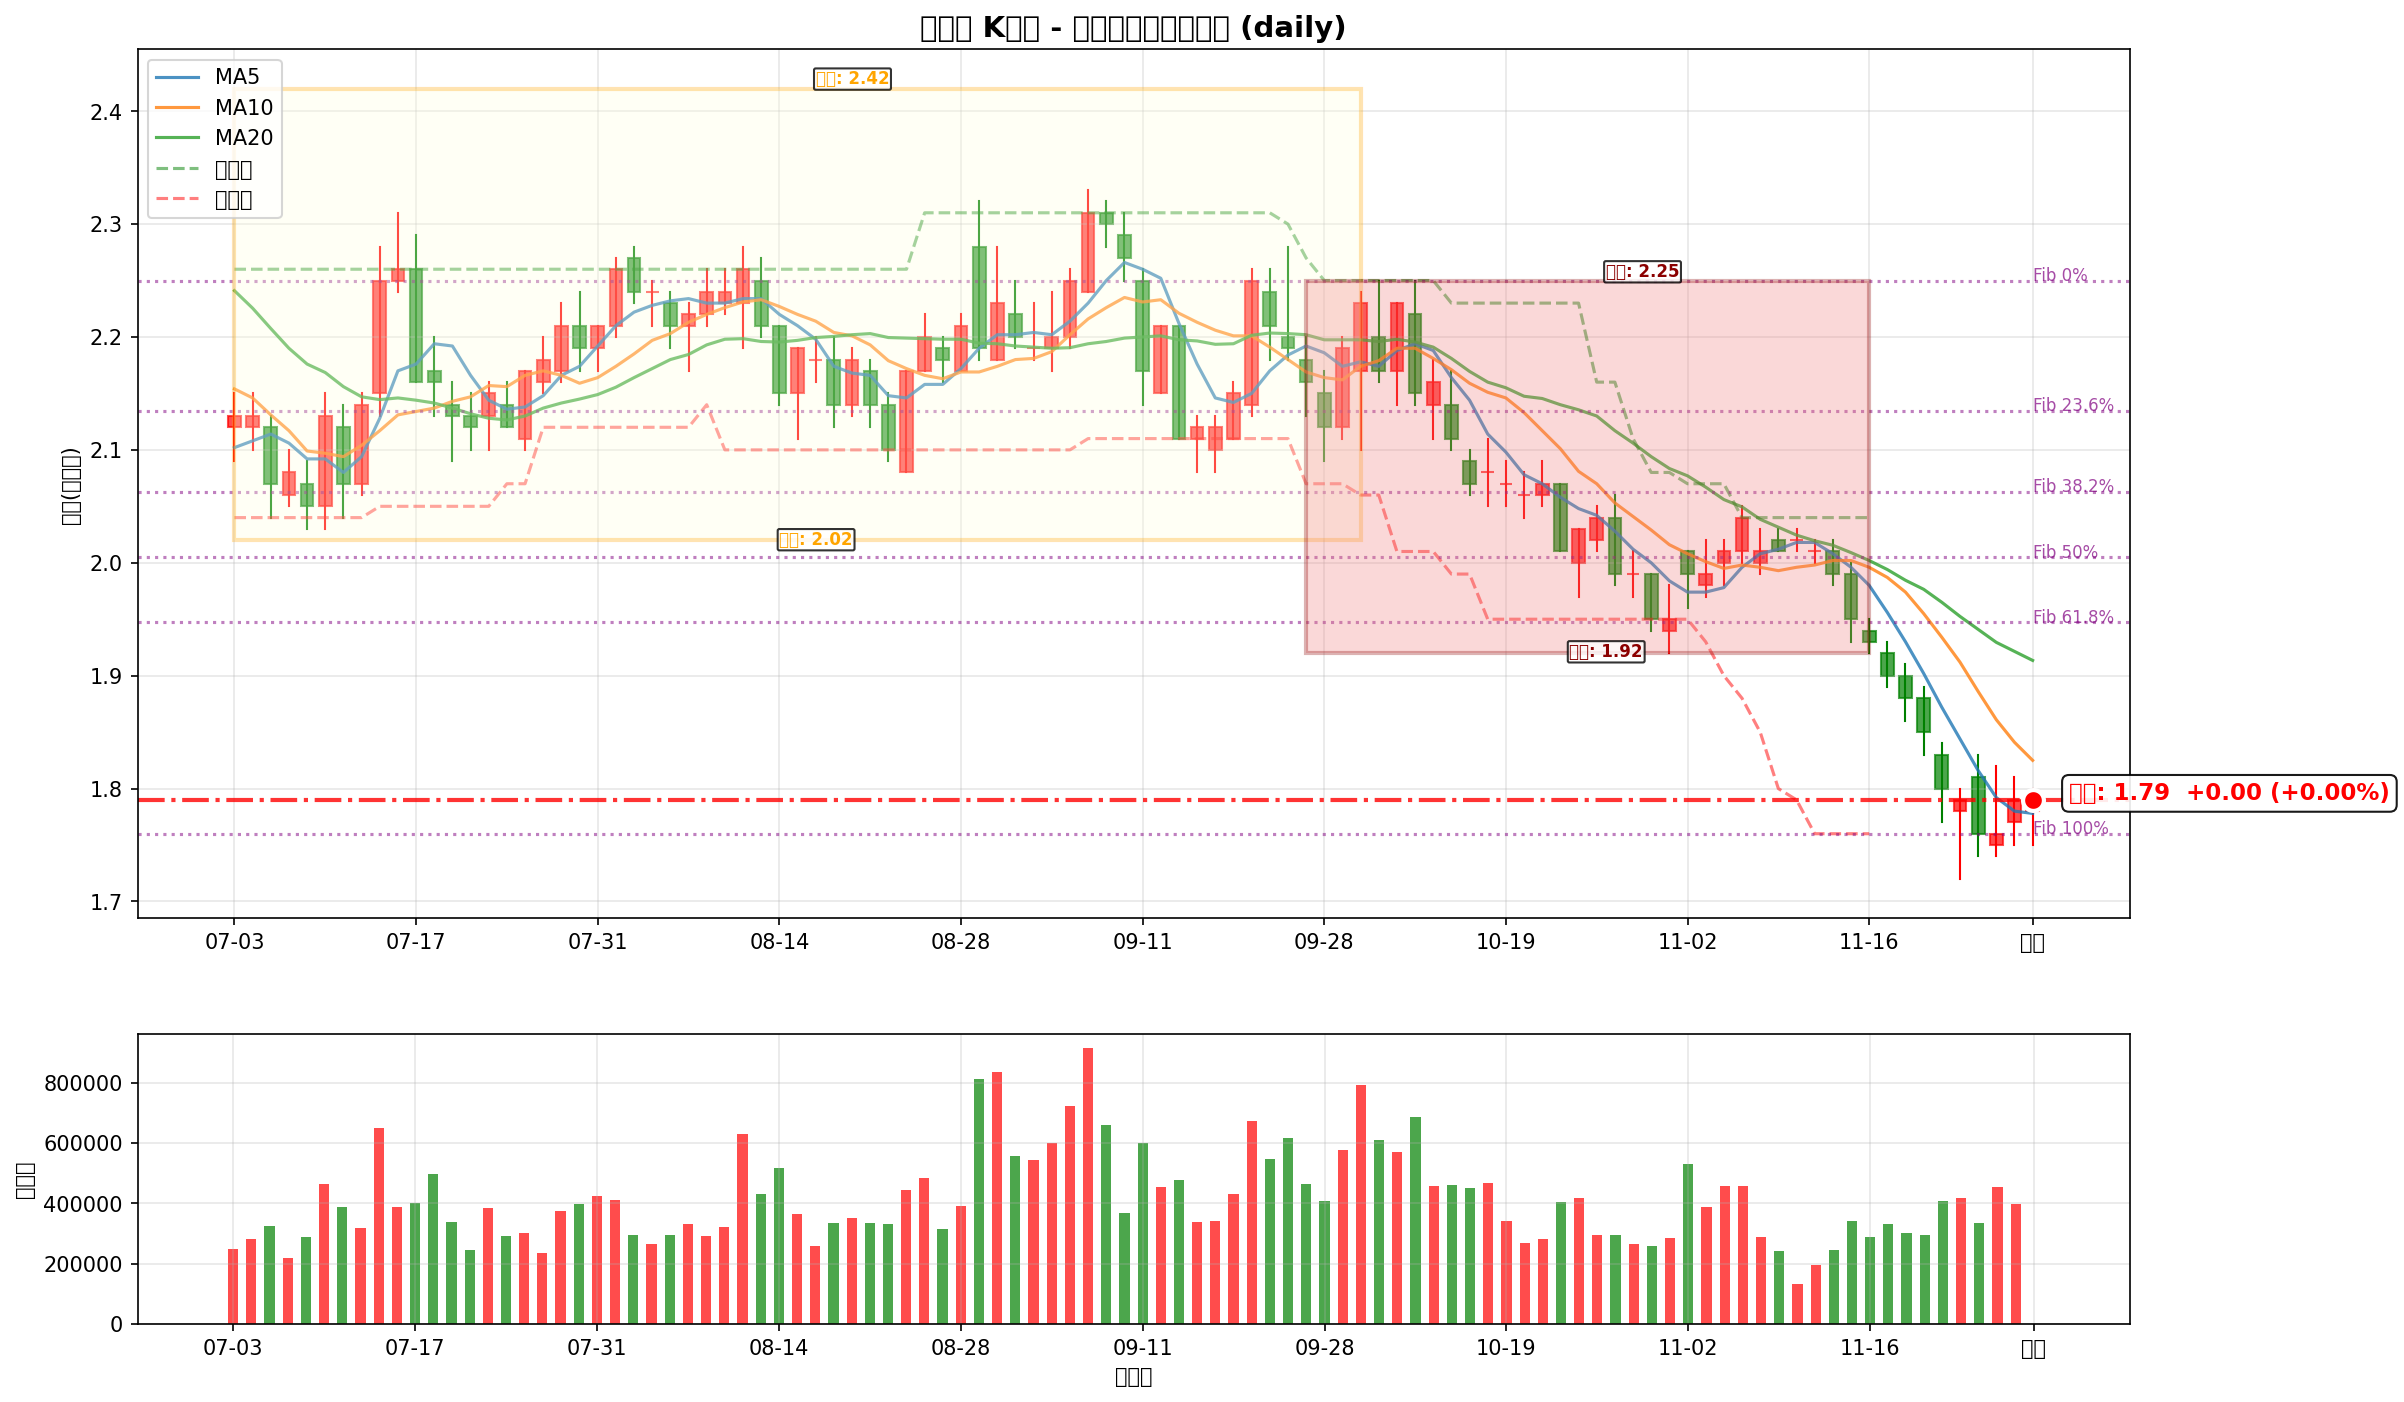 K - (daily)
MA5
MA10
MA20
: 2.42
: 2.02
: 2.25
: 1.92
Fib 0%
Fib 23.6%
Fib 38.2%
Fib 50%
Fib 61.8%
Fib 100%
: 1.79 +0.00 (+0.00%)
2.4
2.3
2.2
2.1
2.0
1.9
1.8
1.7
( )
07-03 07-17 07-31 08-14 08-28 09-11 09-28 10-19 11-02 11-16
800000
600000
400000
200000
0
07-03 07-17 07-31 08-14 08-28 09-11 09-28 10-19 11-02 11-16